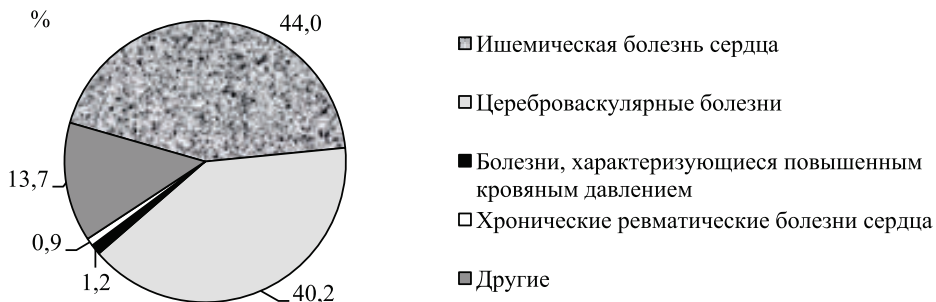 %
44,0
13,7
0,9
1,2
40,2
Ишемическая болезнь сердца
Цереброваскулярные болезни
Болезни, характеризующиеся повышенным
кровяным давлением
Хронические ревматические болезни сердца
Другие